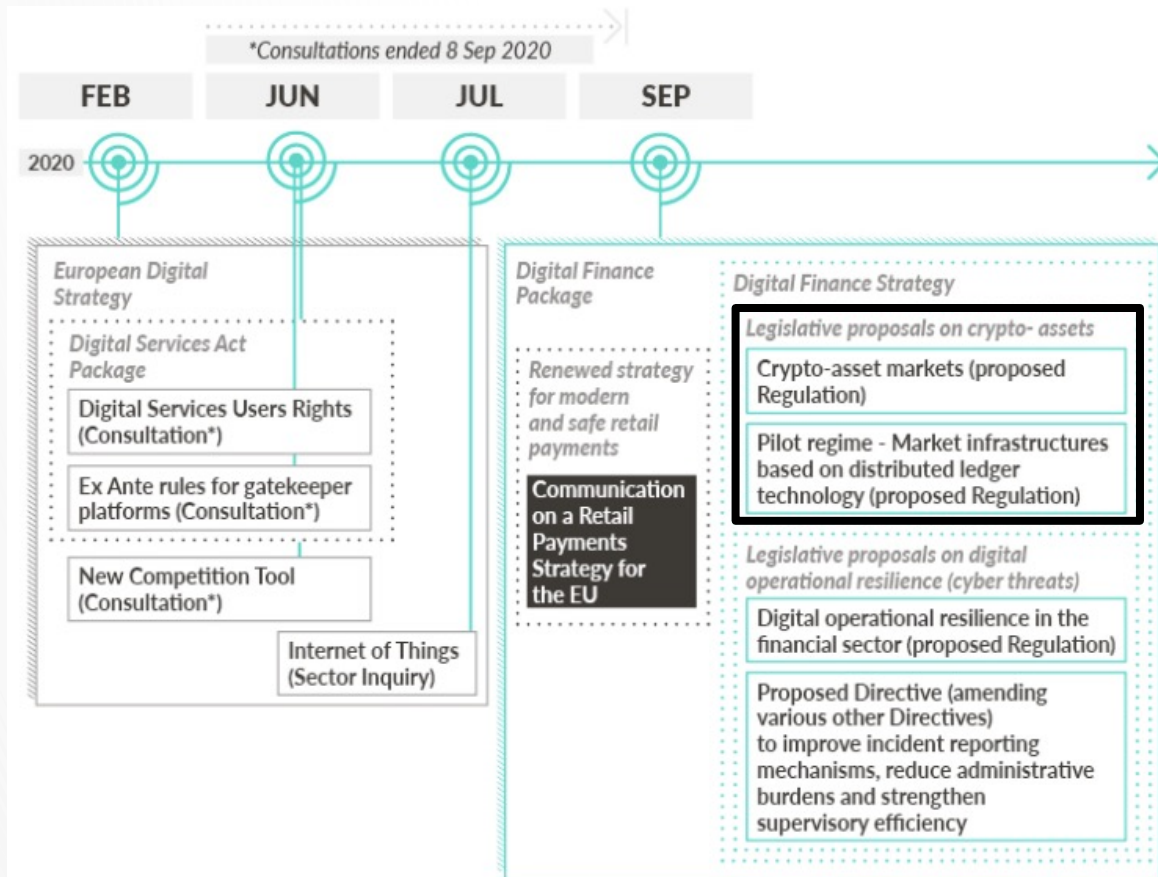 *Consultations ended 8 Sep 2020
FEB
JUN
JUL
SEP
2020
European Digital
Strategy
Digital Services Act
Package
Digital Services Users Rights
(Consultation*)
Ex Ante rules for gatekeeper
platforms (Consultation*)
New Competition Tool
(Consultation*)
Internet of Things
(Sector Inquiry)
Digital Finance
Package
Renewed strategy
for modern
and safe retail
payments
Communication
on a Retail
Payments
Strategy for
the EU
Digital Finance Strategy
Legislative proposals on crypto- assets
Crypto-asset markets (proposed
Regulation)
Pilot regime - Market infrastructures
based on distributed ledger
technology (proposed Regulation)
Legislative proposals on digital
operational resilience (cyber threats)
Digital operational resilience in the
financial sector (proposed Regulation)
Proposed Directive (amending
various other Directives)
to improve incident reporting
mechanisms, reduce administrative
burdens and strengthen
supervisory efficiency